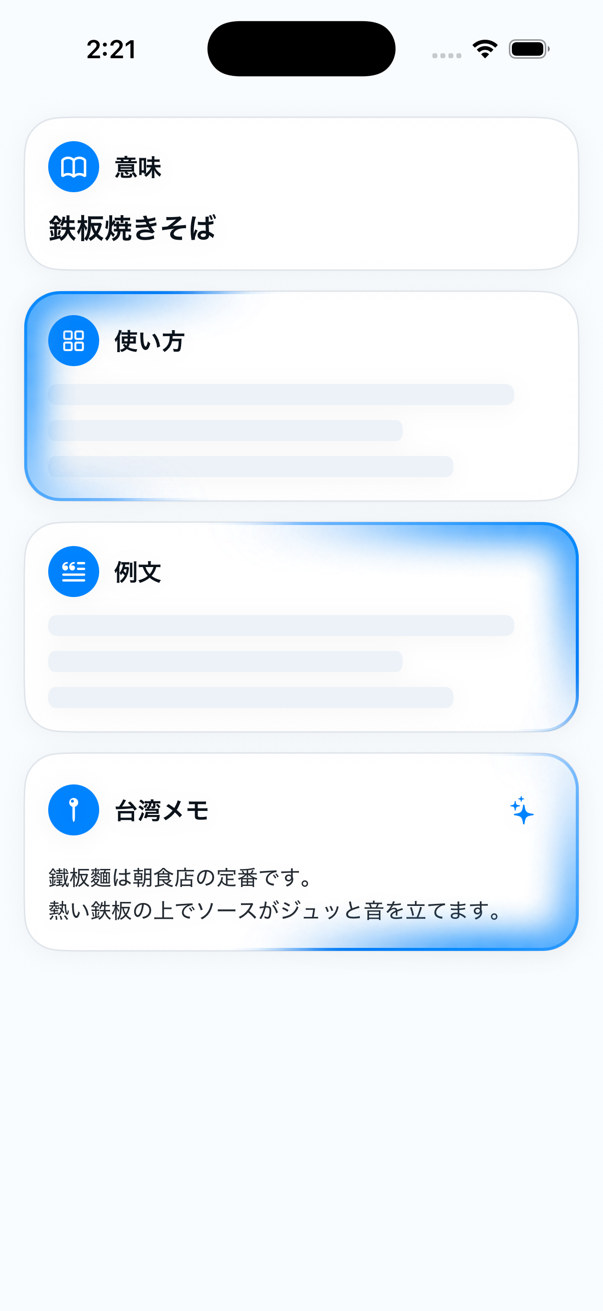 2:21
意味
鉄板焼きそば
使い方
例文
台湾メモ
鐵板麵は朝食店の定番です。
熱い鉄板の上でソースがジュッと音を立てます。